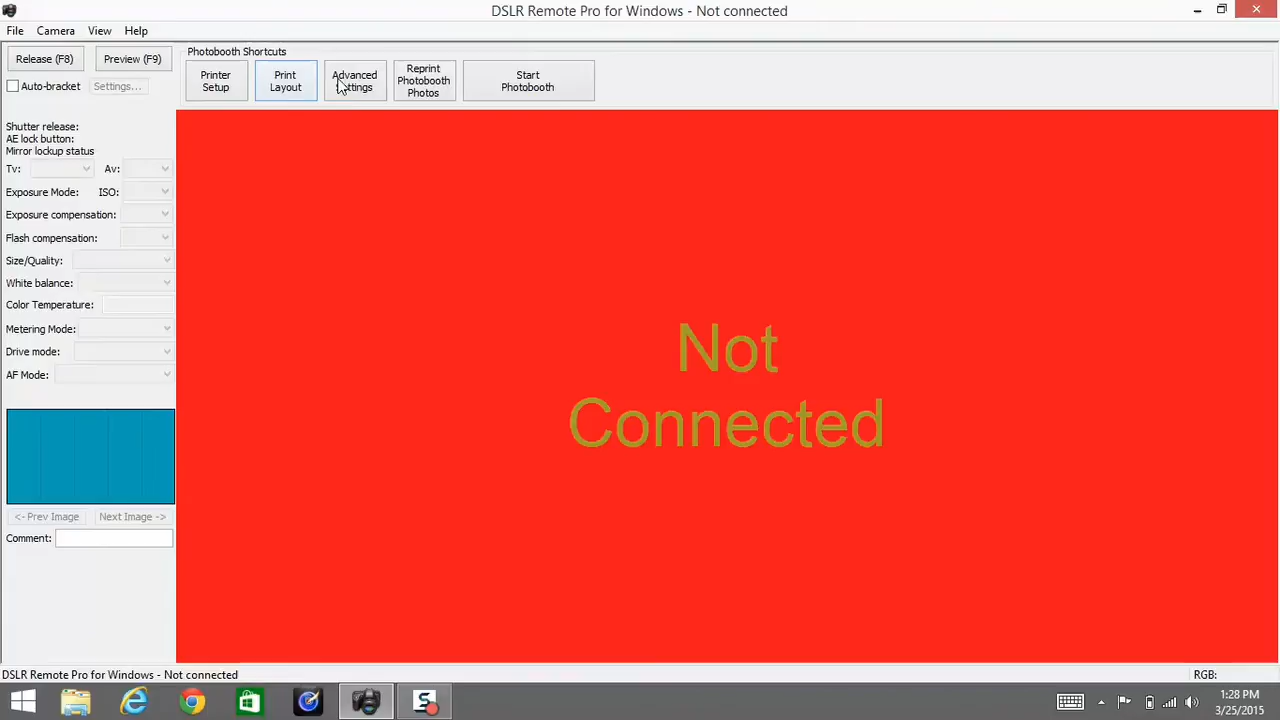 DSLR Remote Pro for Windows - Not connected
File Camera View Help
Release (F8) Preview (F9)
Auto-bracket Settings...
Photobooth Shortcuts
Printer
Setup
Print
Layout
Advanced
Reprint
Photobooth
Photos
Start
Photobooth
Shutter release:
AE lock button:
Mirror lockup status
Tv: Av:
Exposure Mode: ISO:
Exposure compensation:
Flash compensation:
Size/Quality:
White balance:
Color Temperature:
Metering Mode:
Drive mode:
AF Mode:
<- Prev Image Next Image ->
Comment:
Not
Connected
DSLR Remote Pro for Windows - Not connected
RGB:
S
1:28 PM
3/25/2015